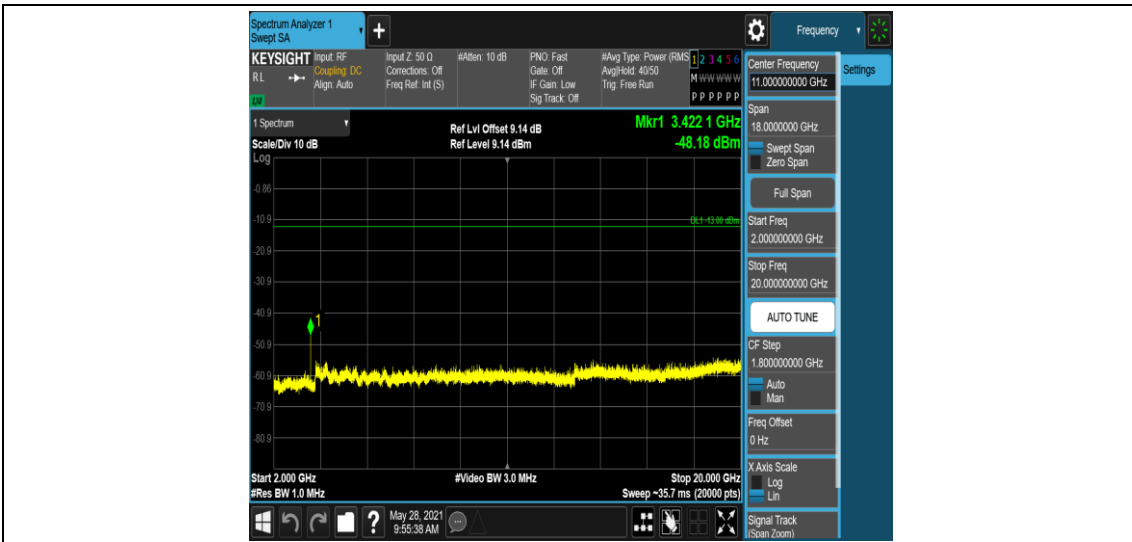 Spectrum Analyzer 1
Swept SA
+
Frequency
KEYSIGHT
RL
LXI
Input: RF
Coupling: DC
Align: Auto
Input Z: 50 Ω
Corrections: Off
Freq Ref: Int (S)
#Atten: 10 dB
PNO: Fast
Gate: Off
IF Gain: Low
Sig Track: Off
#Avg Type: Power (RMS
Avg|Hold: 40/50
Trig: Free Run
1 2 3 4 5 6
M W W W W W
P P P P P P
1 Spectrum
Scale/Div 10 dB
Log
Ref Lvl Offset 9.14 dB
Ref Level 9.14 dBm
Mkr1 3.422 1 GHz
-48.18 dBm
-0.86
-10.9
DL1 -13.00 dBm
-20.9
-30.9
-40.9
1
-50.9
-60.9
-70.9
-80.9
Start 2.000 GHz
#Video BW 3.0 MHz
Stop 20.000 GHz
#Res BW 1.0 MHz
Sweep ~35.7 ms (20000 pts)
?
May 28, 2021
9:55:38 AM
Center Frequency
11.000000000 GHz
Settings
Span
18.0000000 GHz
Swept Span
Zero Span
Full Span
Start Freq
2.000000000 GHz
Stop Freq
20.000000000 GHz
AUTO TUNE
CF Step
1.800000000 GHz
Auto
Man
Freq Offset
0 Hz
X Axis Scale
Log
Lin
Signal Track
(Span Zoom)